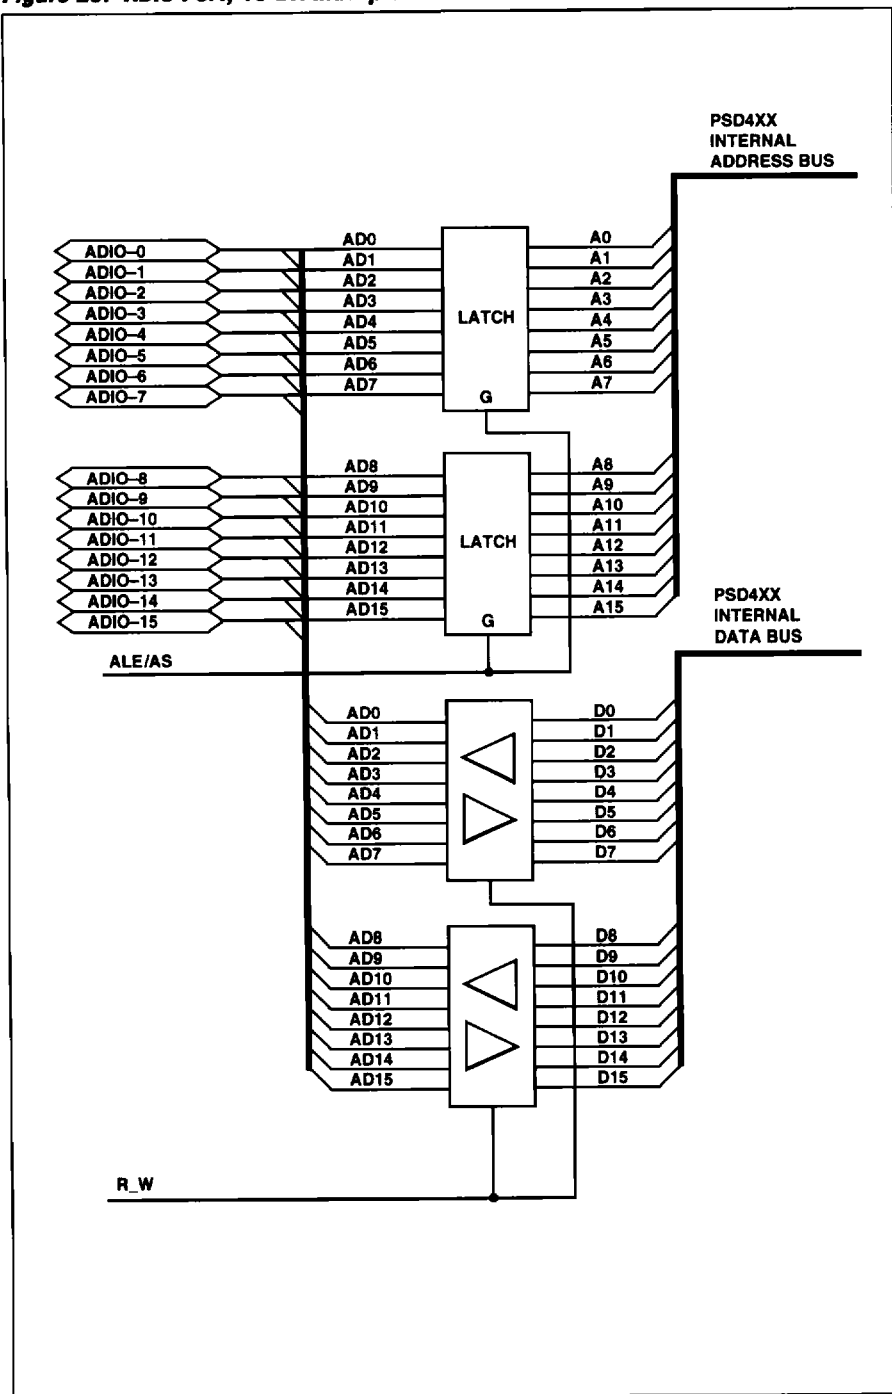 PSD4XX
INTERNAL
ADDRESS BUS
ADIO–0
ADIO–1
ADIO–2
ADIO–3
ADIO–4
ADIO–5
ADIO–6
ADIO–7
AD0
AD1
AD2
AD3
AD4
AD5
AD6
AD7
LATCH
G
A0
A1
A2
A3
A4
A5
A6
A7
ADIO–8
ADIO–9
ADIO–10
ADIO–11
ADIO–12
ADIO–13
ADIO–14
ADIO–15
AD8
AD9
AD10
AD11
AD12
AD13
AD14
AD15
LATCH
G
A8
A9
A10
A11
A12
A13
A14
A15
ALE/AS
PSD4XX
INTERNAL
DATA BUS
AD0
AD1
AD2
AD3
AD4
AD5
AD6
AD7
D0
D1
D2
D3
D4
D5
D6
D7
AD8
AD9
AD10
AD11
AD12
AD13
AD14
AD15
D8
D9
D10
D11
D12
D13
D14
D15
R_W